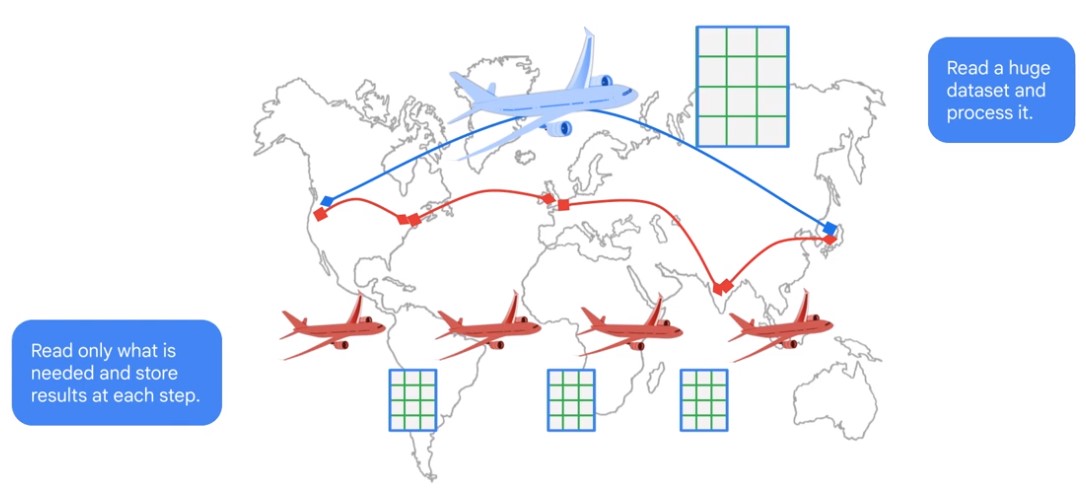 Read a huge
dataset and
process it.
Read only what is
needed and store
results at each step.